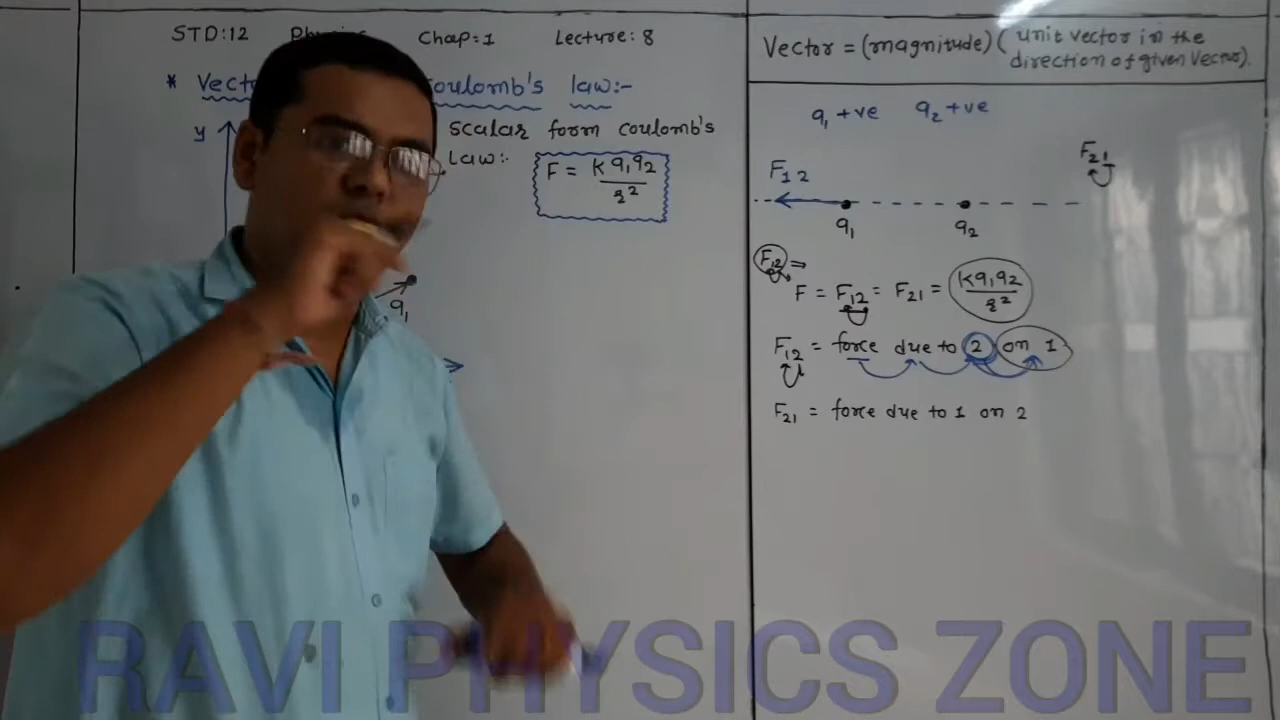 STD:12 Chap:1 Lecture: 8
* oulomb's law:-
y
scalar form coulomb's
law:-
F = Kq₁q₂/r²
q₁
Vector = (magnitude) (unit vector in the
direction of given vector).
q₁ +ve q₂ +ve
F₂₁
F₁₂
q₁ q₂
F₁₂ ⇒
F = F₁₂ = F₂₁ = Kq₁q₂/r²
F₁₂ = force due to 2 on 1
F₂₁ = force due to 1 on 2
RAVI PHYSICS ZONE